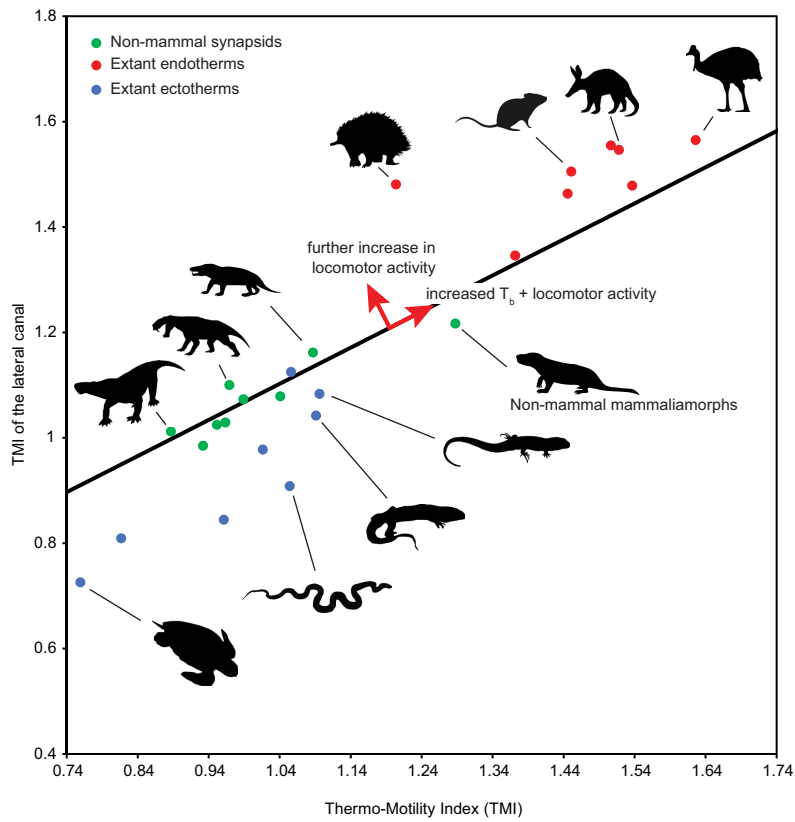 1.8
Non-mammal synapsids
Extant endotherms
Extant ectotherms
1.6
1.4
further increase in
locomotor activity
increased Tb + locomotor activity
1.2
Non-mammal mammaliamorphs
1
0.8
0.6
0.4
TMI of the lateral canal
0.74 0.84 0.94 1.04 1.14 1.24 1.34 1.44 1.54 1.64 1.74
Thermo-Motility Index (TMI)